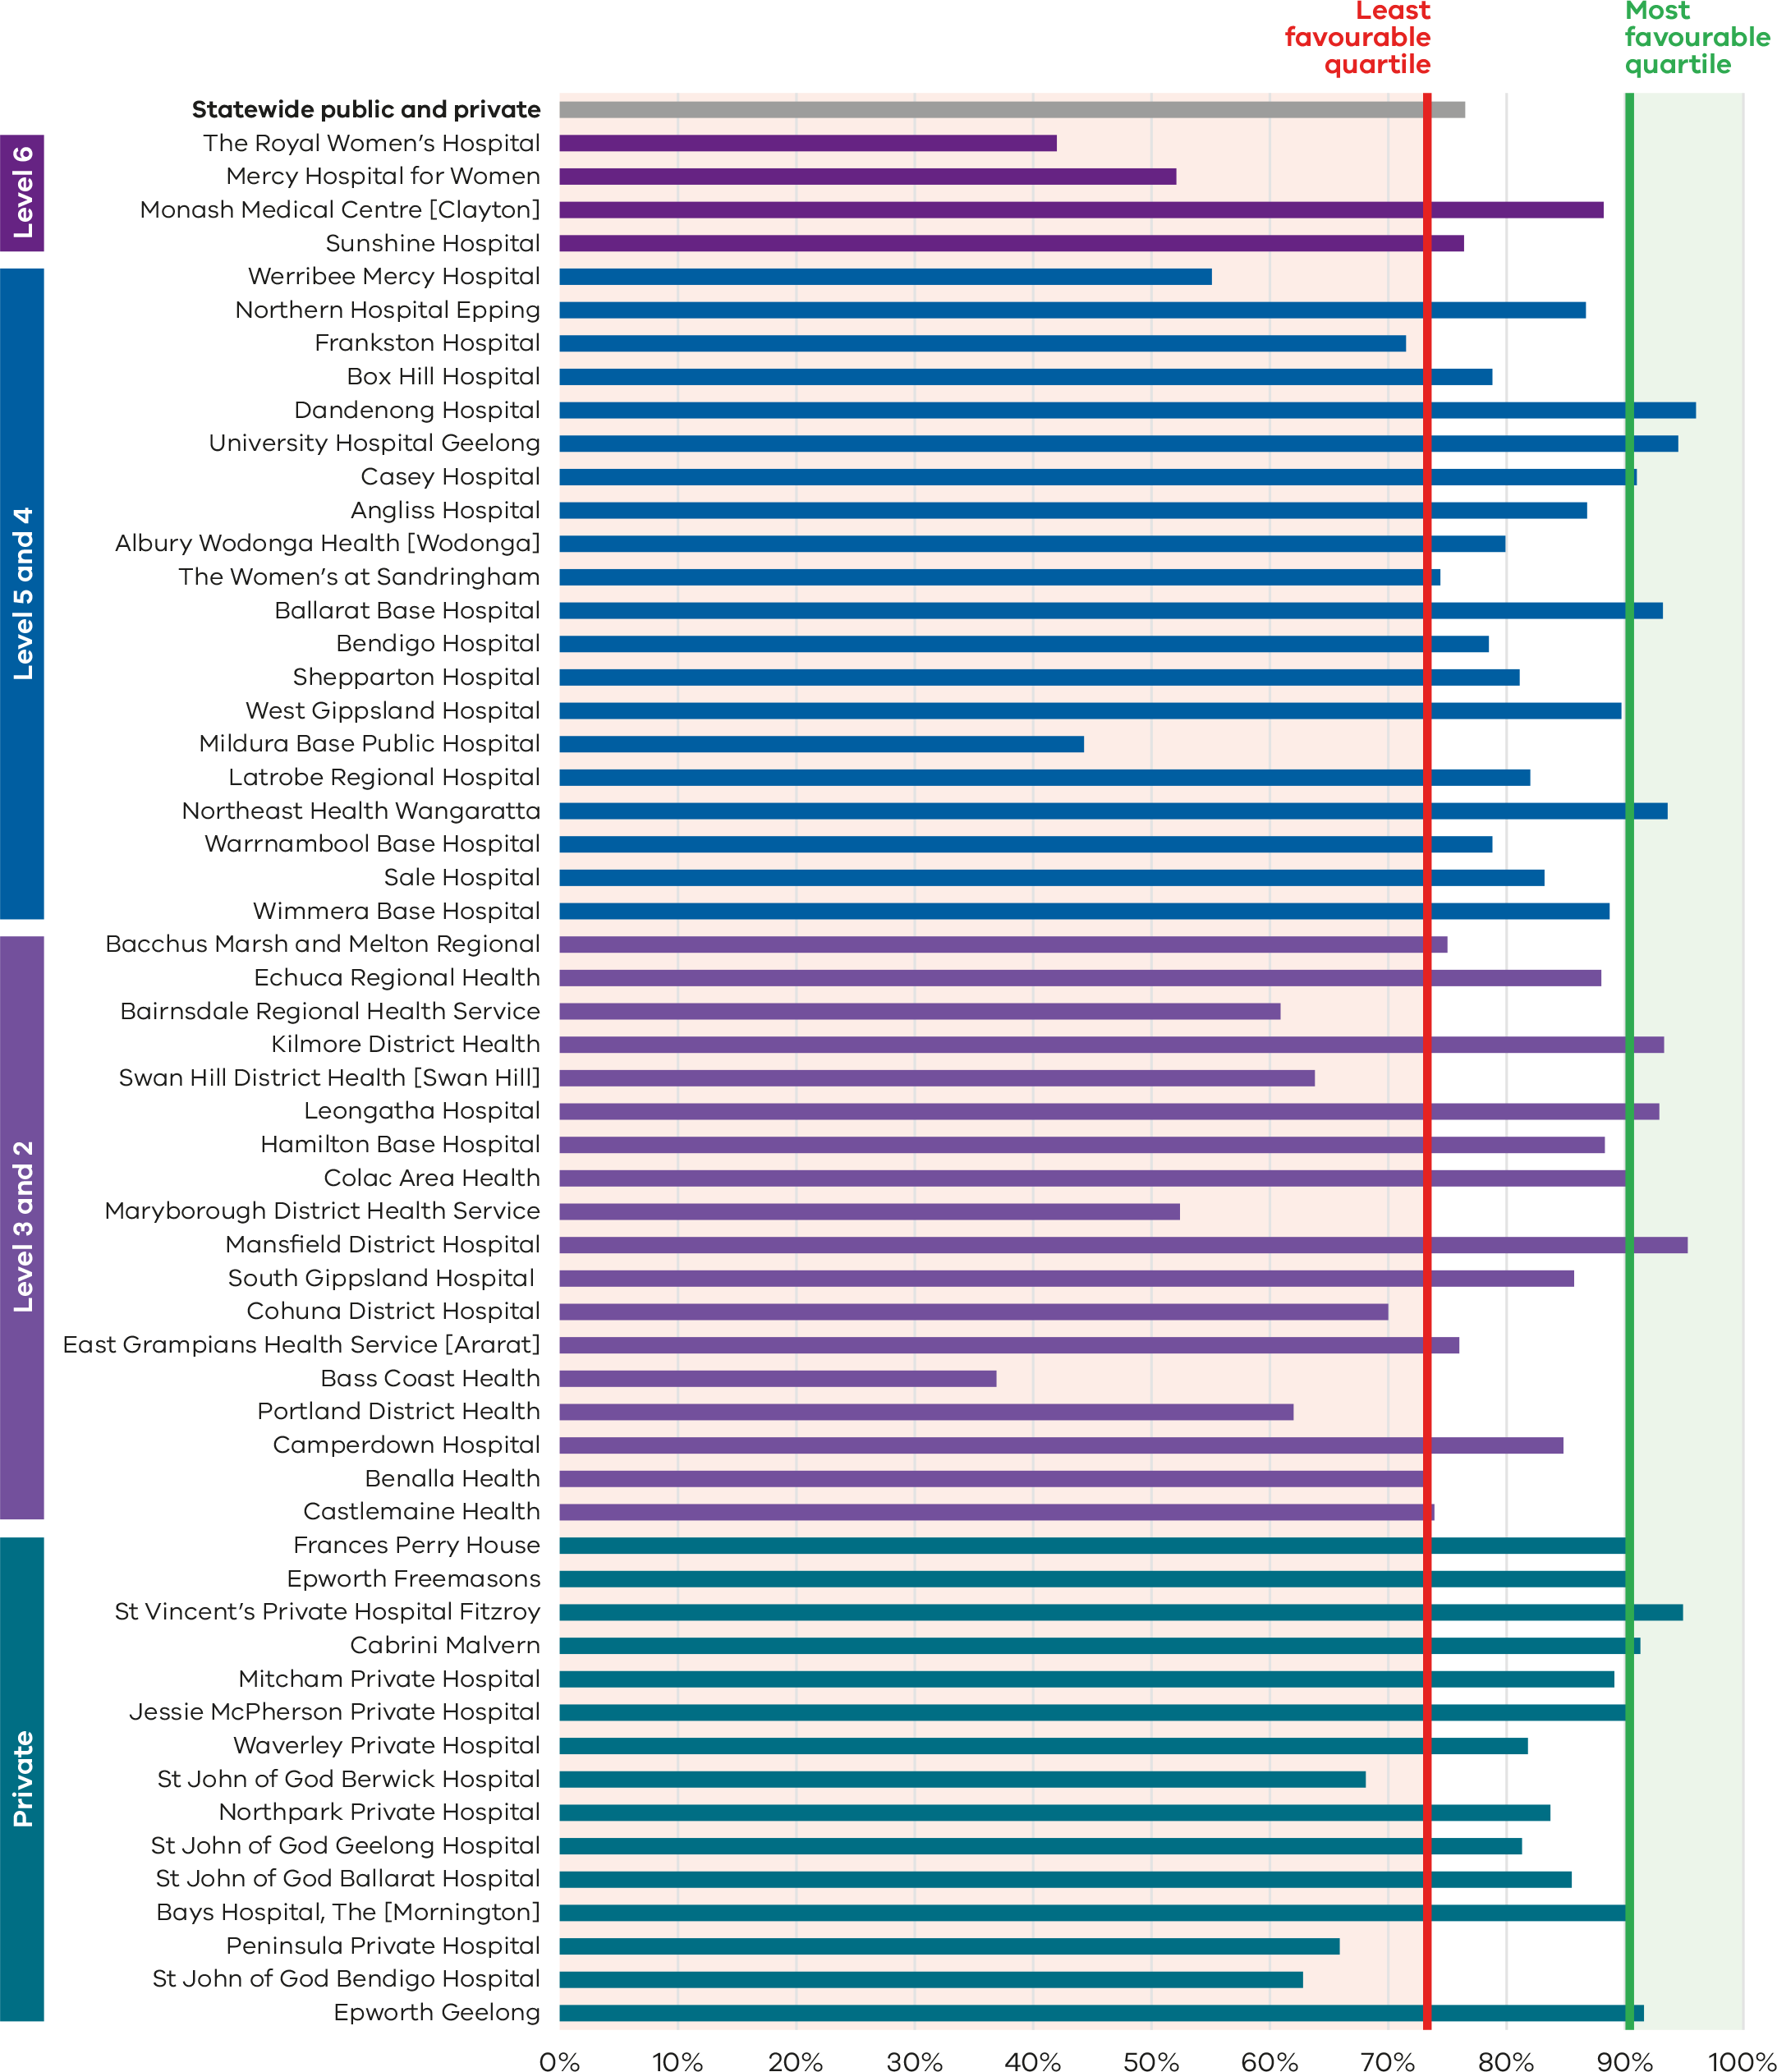 Least
favourable
quartile
Most
favourable
quartile
Statewide public and private
Level 6
The Royal Women’s Hospital
Mercy Hospital for Women
Monash Medical Centre [Clayton]
Sunshine Hospital
Level 5 and 4
Werribee Mercy Hospital
Northern Hospital Epping
Frankston Hospital
Box Hill Hospital
Dandenong Hospital
University Hospital Geelong
Casey Hospital
Angliss Hospital
Albury Wodonga Health [Wodonga]
The Women’s at Sandringham
Ballarat Base Hospital
Bendigo Hospital
Shepparton Hospital
West Gippsland Hospital
Mildura Base Public Hospital
Latrobe Regional Hospital
Northeast Health Wangaratta
Warrnambool Base Hospital
Sale Hospital
Wimmera Base Hospital
Level 3 and 2
Bacchus Marsh and Melton Regional
Echuca Regional Health
Bairnsdale Regional Health Service
Kilmore District Health
Swan Hill District Health [Swan Hill]
Leongatha Hospital
Hamilton Base Hospital
Colac Area Health
Maryborough District Health Service
Mansfield District Hospital
South Gippsland Hospital
Cohuna District Hospital
East Grampians Health Service [Ararat]
Bass Coast Health
Portland District Health
Camperdown Hospital
Benalla Health
Castlemaine Health
Private
Frances Perry House
Epworth Freemasons
St Vincent’s Private Hospital Fitzroy
Cabrini Malvern
Mitcham Private Hospital
Jessie McPherson Private Hospital
Waverley Private Hospital
St John of God Berwick Hospital
Northpark Private Hospital
St John of God Geelong Hospital
St John of God Ballarat Hospital
Bays Hospital, The [Mornington]
Peninsula Private Hospital
St John of God Bendigo Hospital
Epworth Geelong
0% 10% 20% 30% 40% 50% 60% 70% 80% 90% 100%